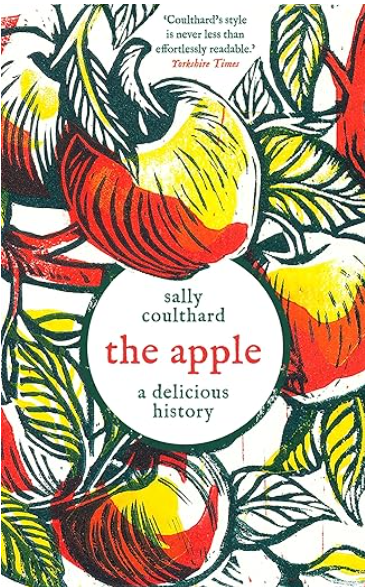 ‘Coulthard’s style
is never less than
effortlessly readable.’
Yorkshire Times
sally
coulthard
the apple
a delicious
history